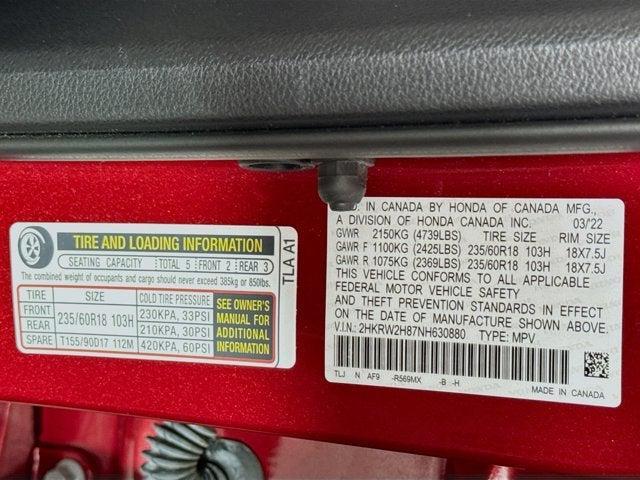 TIRE AND LOADING INFORMATION
SEATING CAPACITY TOTAL 5 FRONT 2 REAR 3
The combined weight of occupants and cargo should never exceed 385kg or 850lbs.
TIRE SIZE COLD TIRE PRESSURE
FRONT 235/60R18 103H 230KPA, 33PSI
REAR 210KPA, 30PSI
SPARE T155/90D17 112M 420KPA, 60PSI
SEE OWNER'S
MANUAL FOR
ADDITIONAL
INFORMATION
TLA A1
IN CANADA BY HONDA OF CANADA MFG.,
A DIVISION OF HONDA CANADA INC. 03/22
GVWR 2150KG (4739LBS) TIRE SIZE RIM SIZE
GAWR F 1100KG (2425LBS) 235/60R18 103H 18X7.5J
GAWR R 1075KG (2369LBS) 235/60R18 103H 18X7.5J
THIS VEHICLE CONFORMS TO ALL APPLICABLE
FEDERAL MOTOR VEHICLE SAFETY
AND THEFT PREVENTION STANDARDS IN EFFECT
ON THE DATE OF MANUFACTURE SHOWN ABOVE.
V.I.N: 2HKRW2H87NH630880 TYPE: MPV
TLJ N AF9 -R569MX -B -H
MADE IN CANADA